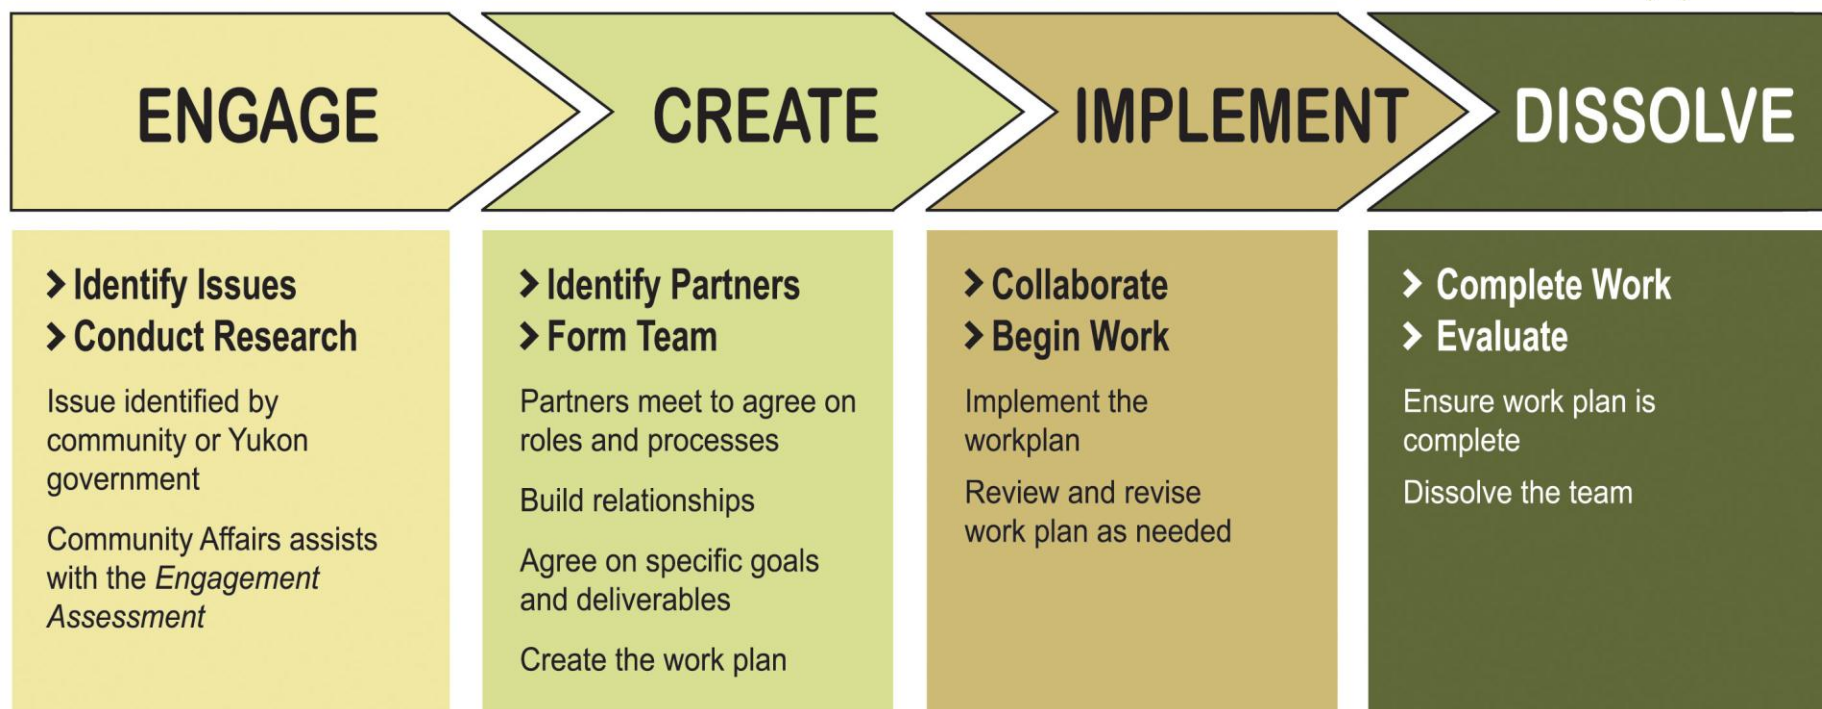 ENGAGE
CREATE
IMPLEMENT
DISSOLVE
Identify Issues
Conduct Research
Issue identified by
community or Yukon
government
Community Affairs assists
with the Engagement
Assessment
Identify Partners
Form Team
Partners meet to agree on
roles and processes
Build relationships
Agree on specific goals
and deliverables
Create the work plan
Collaborate
Begin Work
Implement the
workplan
Review and revise
work plan as needed
Complete Work
Evaluate
Ensure work plan is
complete
Dissolve the team